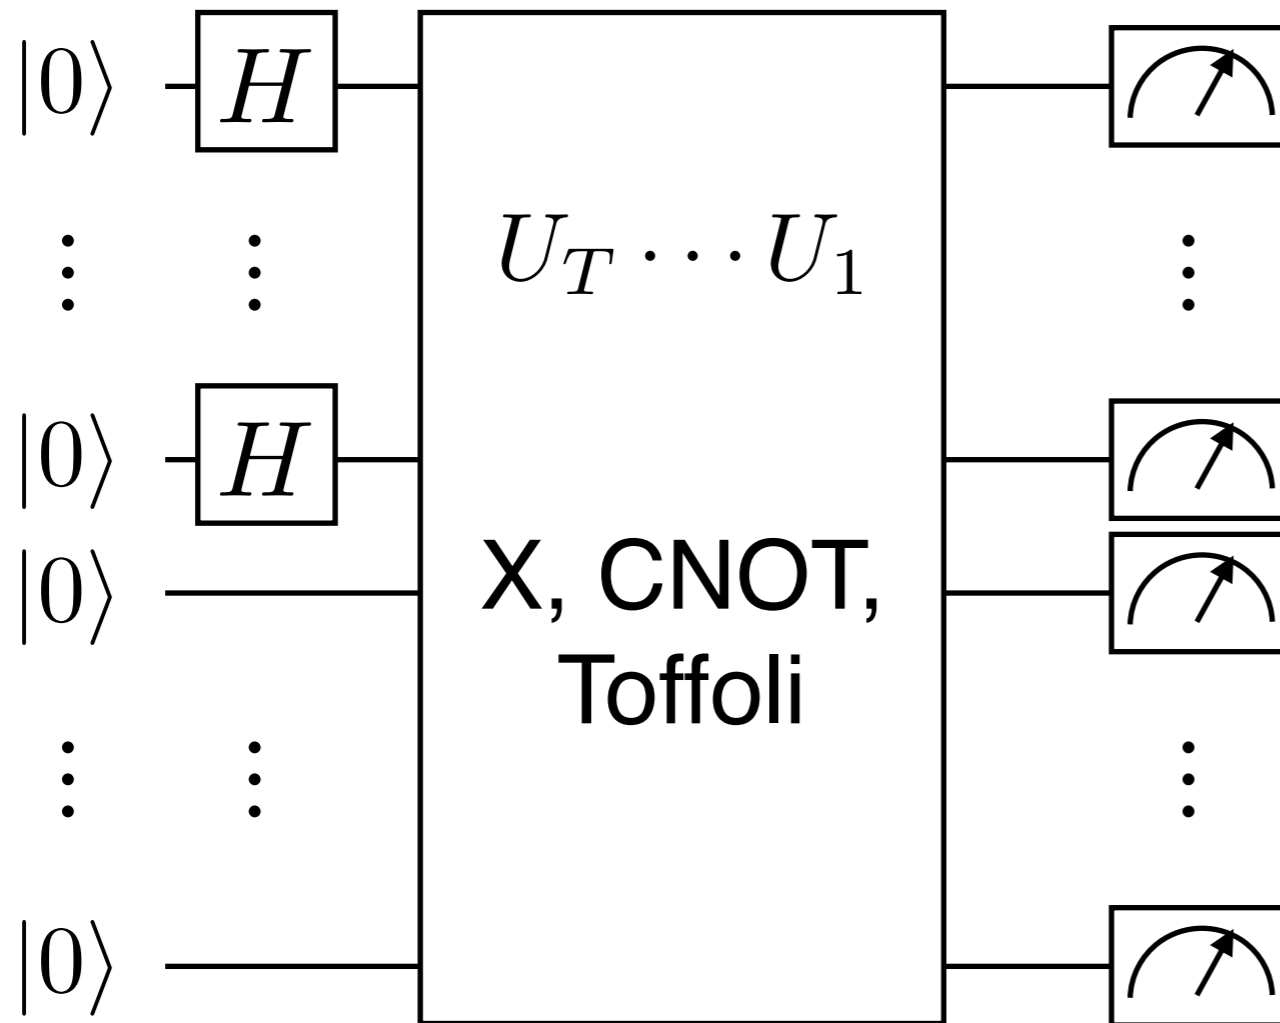 |0⟩ H
⋮ ⋮ U_T ⋯ U_1 ⋮
|0⟩ H
|0⟩ X, CNOT,
Toffoli
⋮ ⋮ ⋮
|0⟩